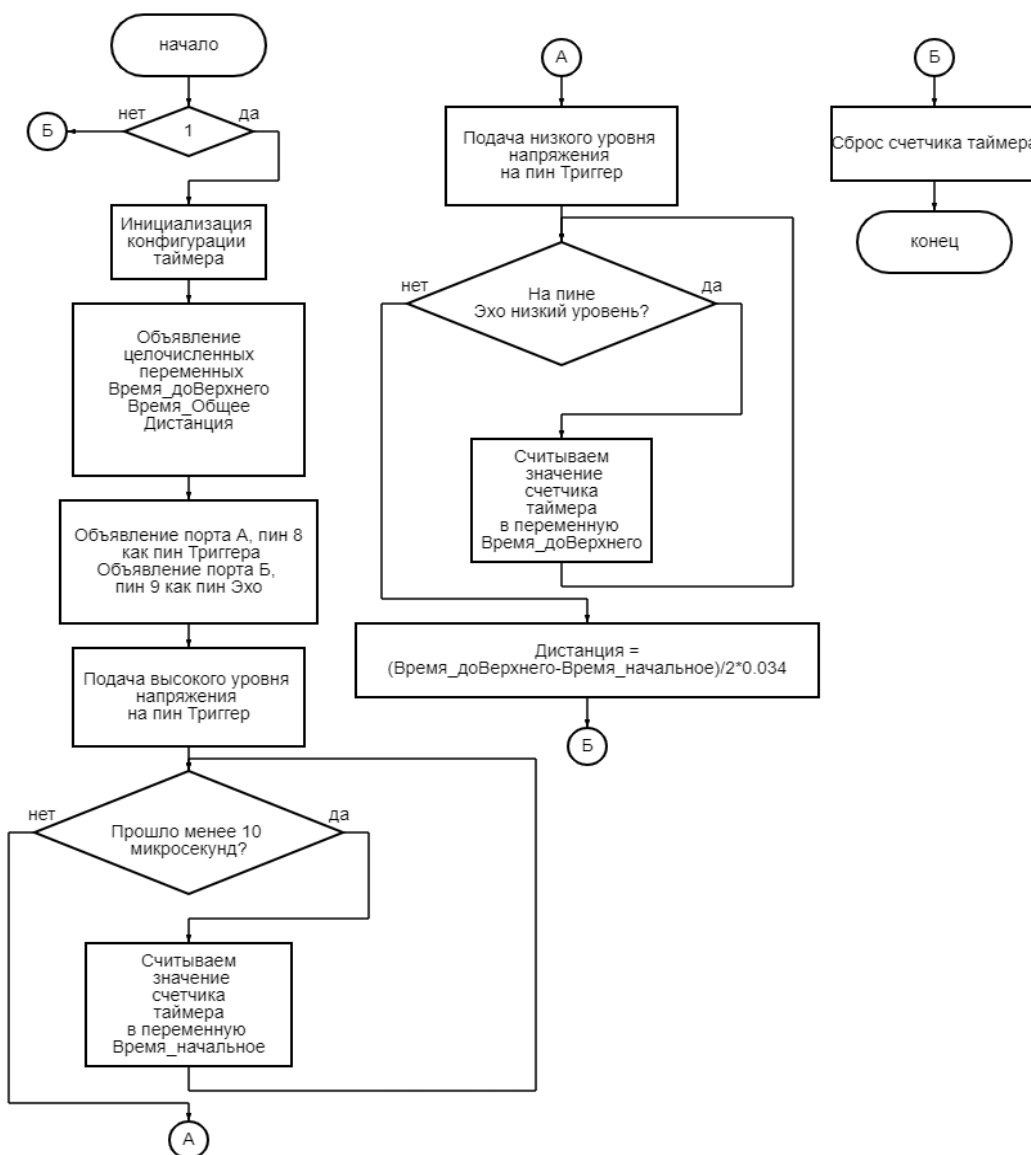 начало
нет
да
Б
1
Инициализация
конфигурации
таймера
Объявление
целочисленных
переменных
Время_доВерхнего
Время_Общее
Дистанция
Объявление порта А, пин 8
как пин Триггера
Объявление порта Б,
пин 9 как пин Эхо
Подача высокого уровня
напряжения
на пин Триггер
нет
да
Прошло менее 10
микросекунд?
Считываем
значение
счетчика
таймера
в переменную
Время_начальное
А
А
Подача низкого уровня
напряжения
на пин Триггер
нет
да
На пине
Эхо низкий уровень?
Считываем
значение
счетчика
таймера
в переменную
Время_доВерхнего
Дистанция =
(Время_доВерхнего-Время_начальное)/2*0.034
Б
Б
Сброс счетчика таймера
конец